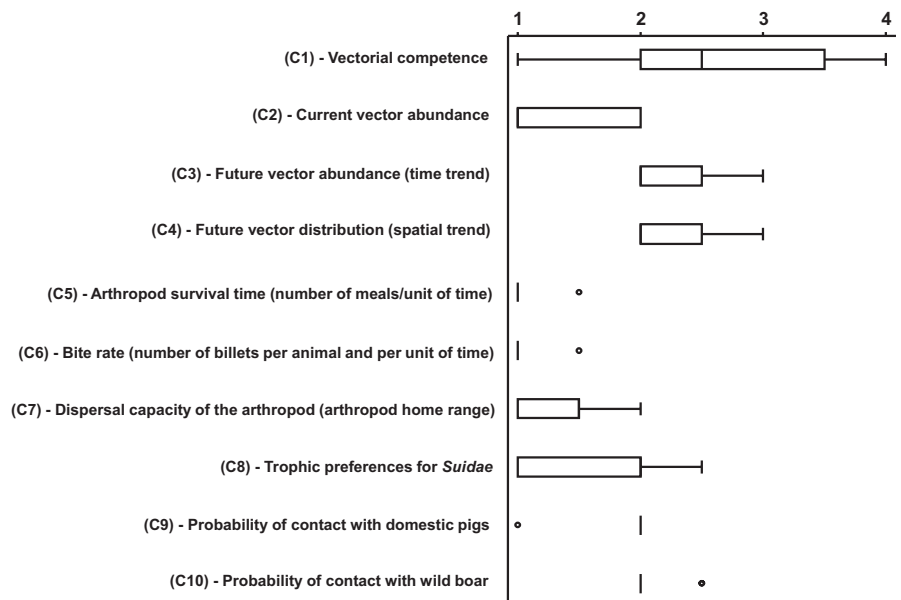 1 2 3 4
(C1) - Vectorial competence
(C2) - Current vector abundance
(C3) - Future vector abundance (time trend)
(C4) - Future vector distribution (spatial trend)
(C5) - Arthropod survival time (number of meals/unit of time)
(C6) - Bite rate (number of billets per animal and per unit of time)
(C7) - Dispersal capacity of the arthropod (arthropod home range)
(C8) - Trophic preferences for Suidae
(C9) - Probability of contact with domestic pigs
(C10) - Probability of contact with wild boar